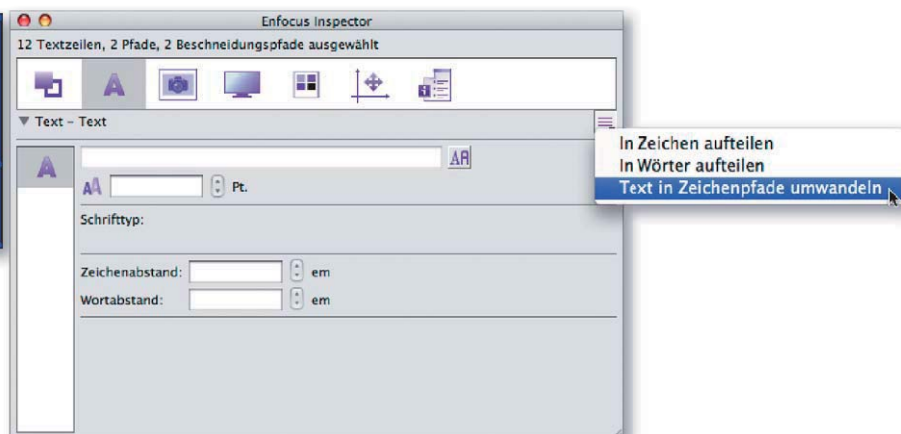 Enfocus Inspector
12 Textzeilen, 2 Pfade, 2 Beschneidungspfade ausgewählt
Text – Text
In Zeichen aufteilen
In Wörter aufteilen
Text in Zeichenpfade umwandeln
Pt.
Schrifttyp:
Zeichenabstand: em
Wortabstand: em